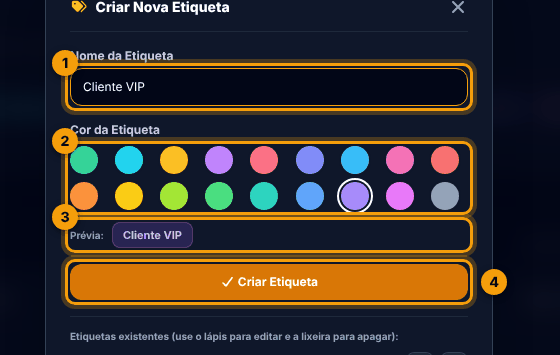 Criar Nova Etiqueta
1
Nome da Etiqueta
Cliente VIP
2
Cor da Etiqueta
3
Prévia: Cliente VIP
Criar Etiqueta
4
Etiquetas existentes (use o lápis para editar e a lixeira para apagar):